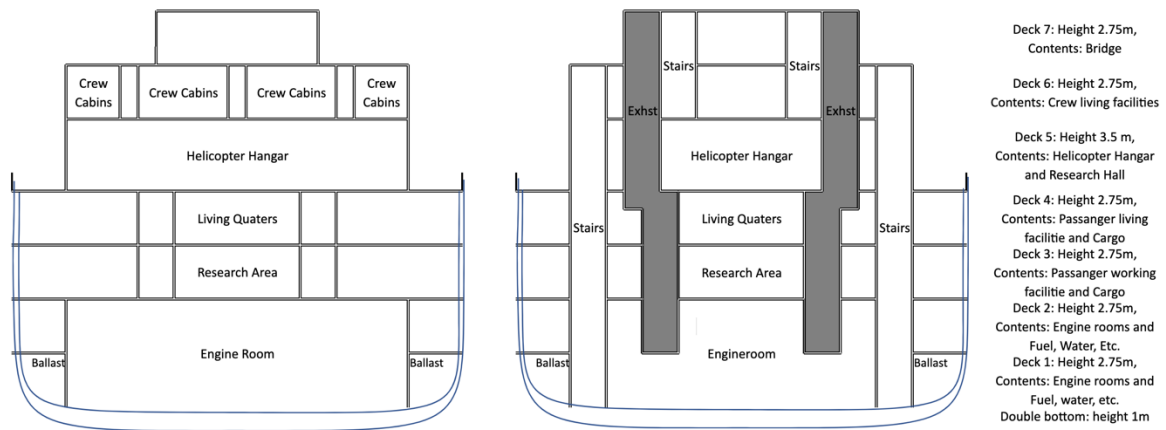 Crew
Cabins
Crew Cabins
Crew Cabins
Crew
Cabins
Helicopter Hangar
Living Quaters
Research Area
Engine Room
Ballast
Ballast
Stairs
Stairs
Exhst
Exhst
Helicopter Hangar
Living Quaters
Stairs
Stairs
Research Area
Engineroom
Ballast
Ballast
Deck 7: Height 2.75m,
Contents: Bridge
Deck 6: Height 2.75m,
Contents: Crew living facilities
Deck 5: Height 3.5 m,
Contents: Helicopter Hangar
and Research Hall
Deck 4: Height 2.75m,
Contents: Passanger living
facilitie and Cargo
Deck 3: Height 2.75m,
Contents: Passanger working
facilitie and Cargo
Deck 2: Height 2.75m,
Contents: Engine rooms and
Fuel, Water, Etc.
Deck 1: Height 2.75m,
Contents: Engine rooms and
Fuel, water, etc.
Double bottom: height 1m